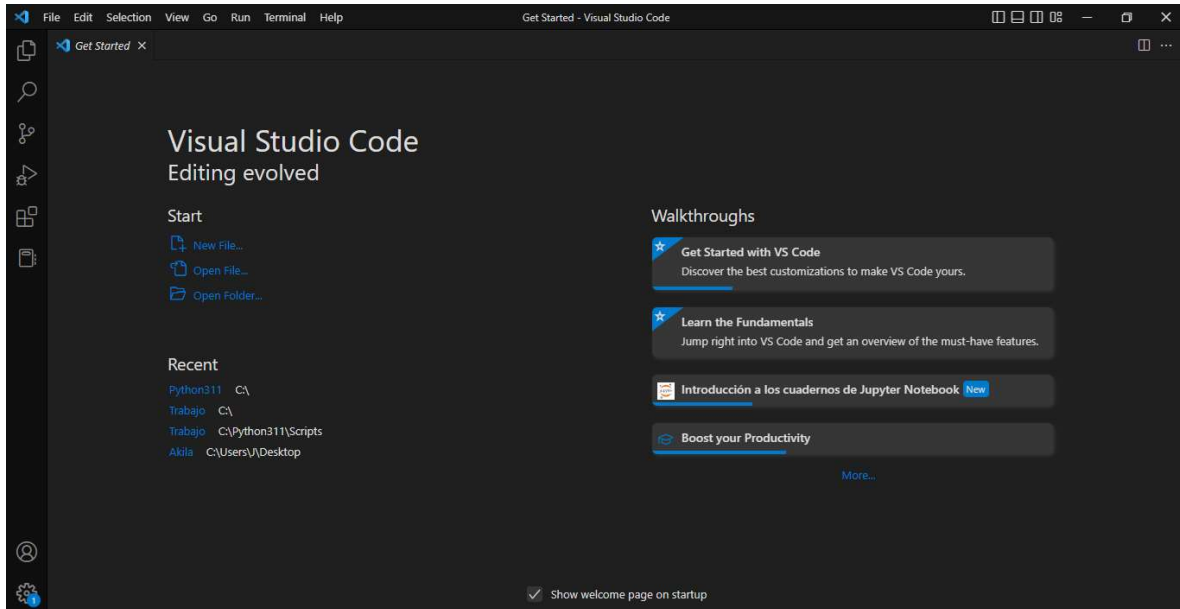 File Edit Selection View Go Run Terminal Help
Get Started - Visual Studio Code
Get Started
Visual Studio Code
Editing evolved
Start
New File...
Open File...
Open Folder...
Recent
Python311 C:\
Trabajo C:\
Trabajo C:\Python311\Scripts
Akila C:\Users\J\Desktop
Walkthroughs
Get Started with VS Code
Discover the best customizations to make VS Code yours.
Learn the Fundamentals
Jump right into VS Code and get an overview of the must-have features.
Introducción a los cuadernos de Jupyter Notebook New
Boost your Productivity
More...
1
Show welcome page on startup